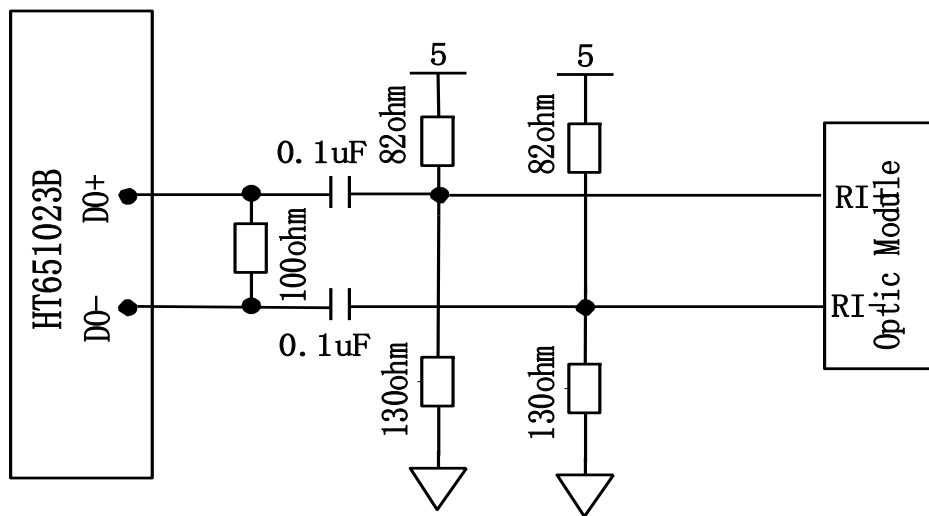 HT651023B
DO+
DO-
100ohm
0.1uF
0.1uF
5
82ohm
130ohm
5
82ohm
130ohm
RI+
RI-
Optic Module